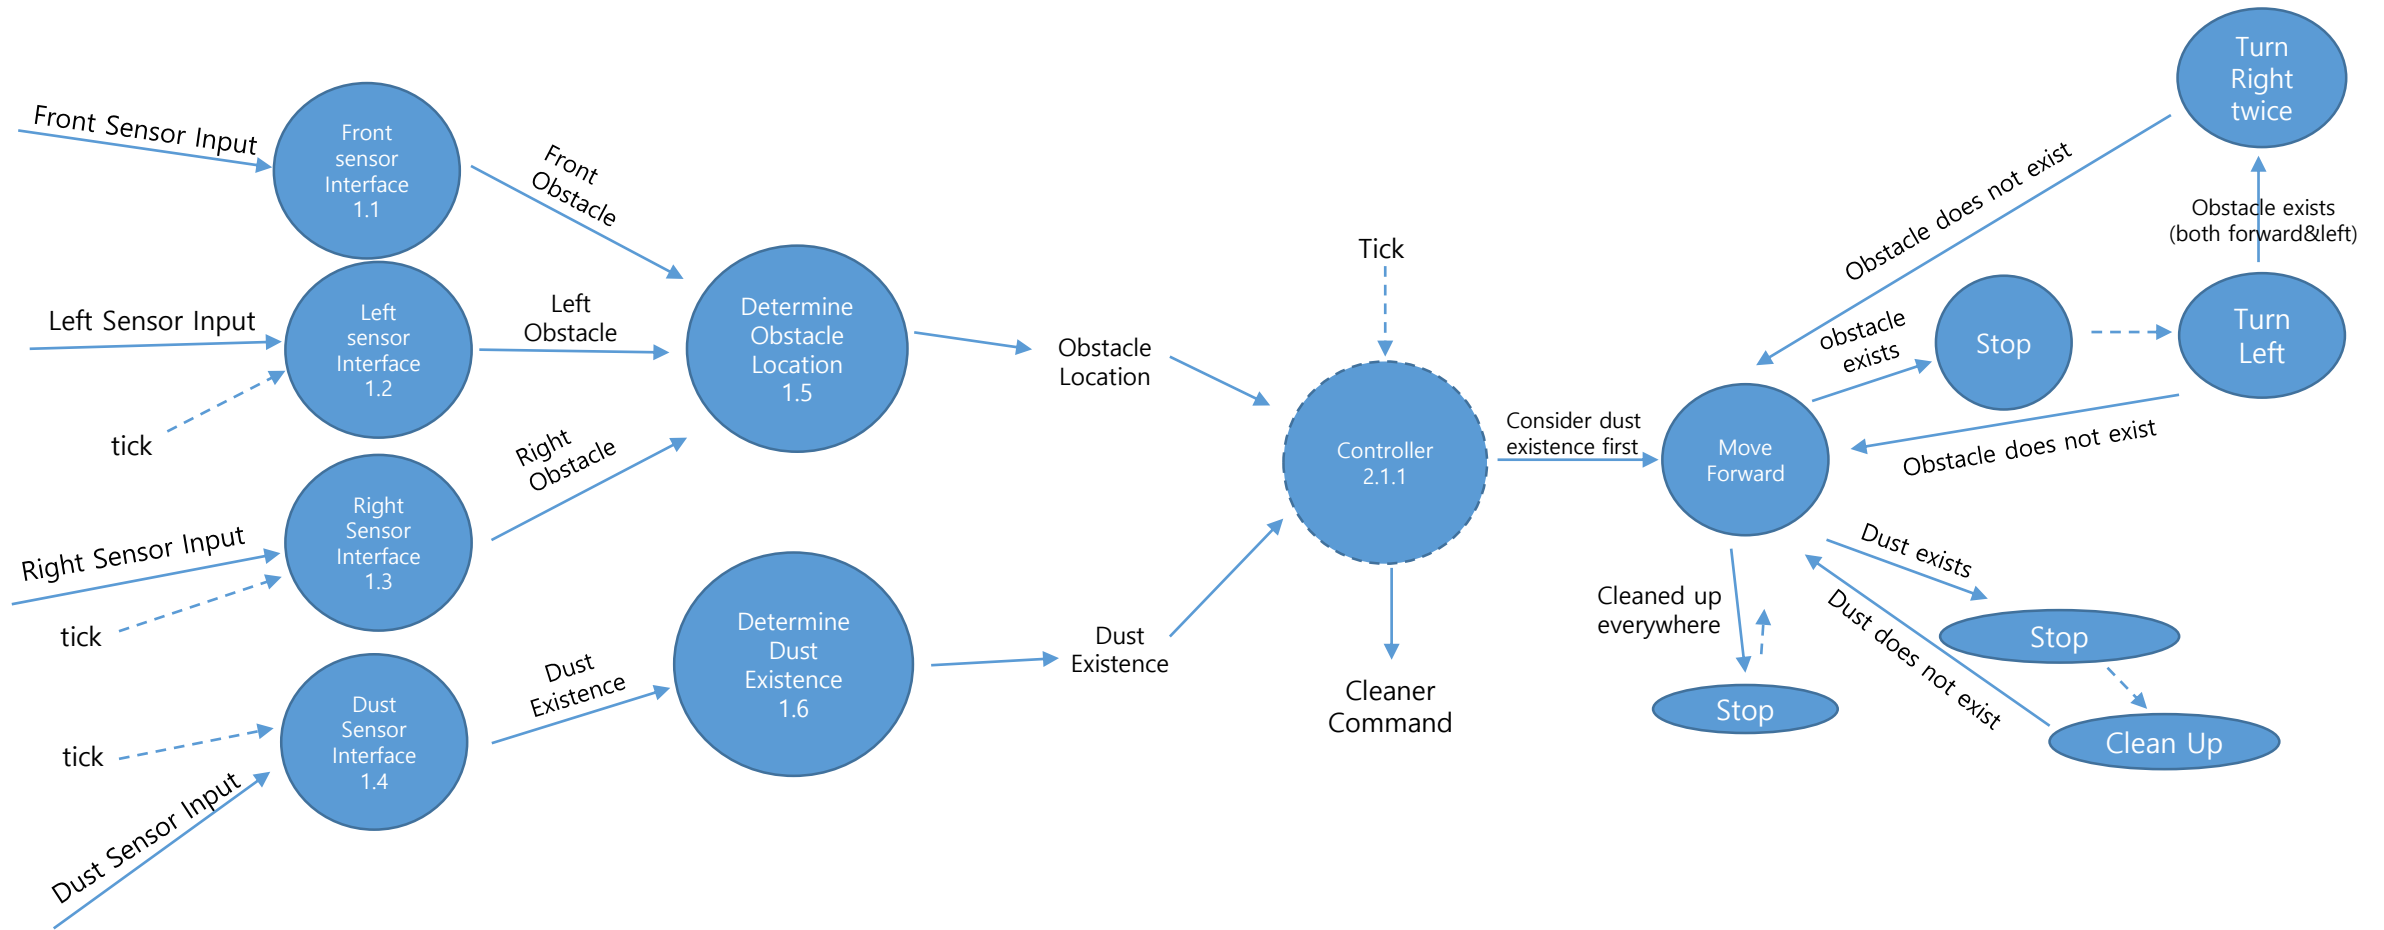 Front Sensor Input
Front
sensor
Interface
1.1
Front
Obstacle
Left Sensor Input
tick
Left
sensor
Interface
1.2
Left
Obstacle
Right Sensor Input
tick
Right
Sensor
Interface
1.3
Right
Obstacle
tick
Dust Sensor Input
Dust
Sensor
Interface
1.4
Dust
Existence
Determine
Obstacle
Location
1.5
Obstacle
Location
Determine
Dust
Existence
1.6
Dust
Existence
Tick
Controller
2.1.1
Cleaner
Command
Consider dust
existence first
Move
Forward
obstacle
exists
Stop
Turn
Left
Obstacle does not exist
Obstacle exists
(both forward&left)
Turn
Right
twice
Obstacle does not exist
Dust exists
Stop
Clean Up
Dust does not exist
Cleaned up
everywhere
Stop